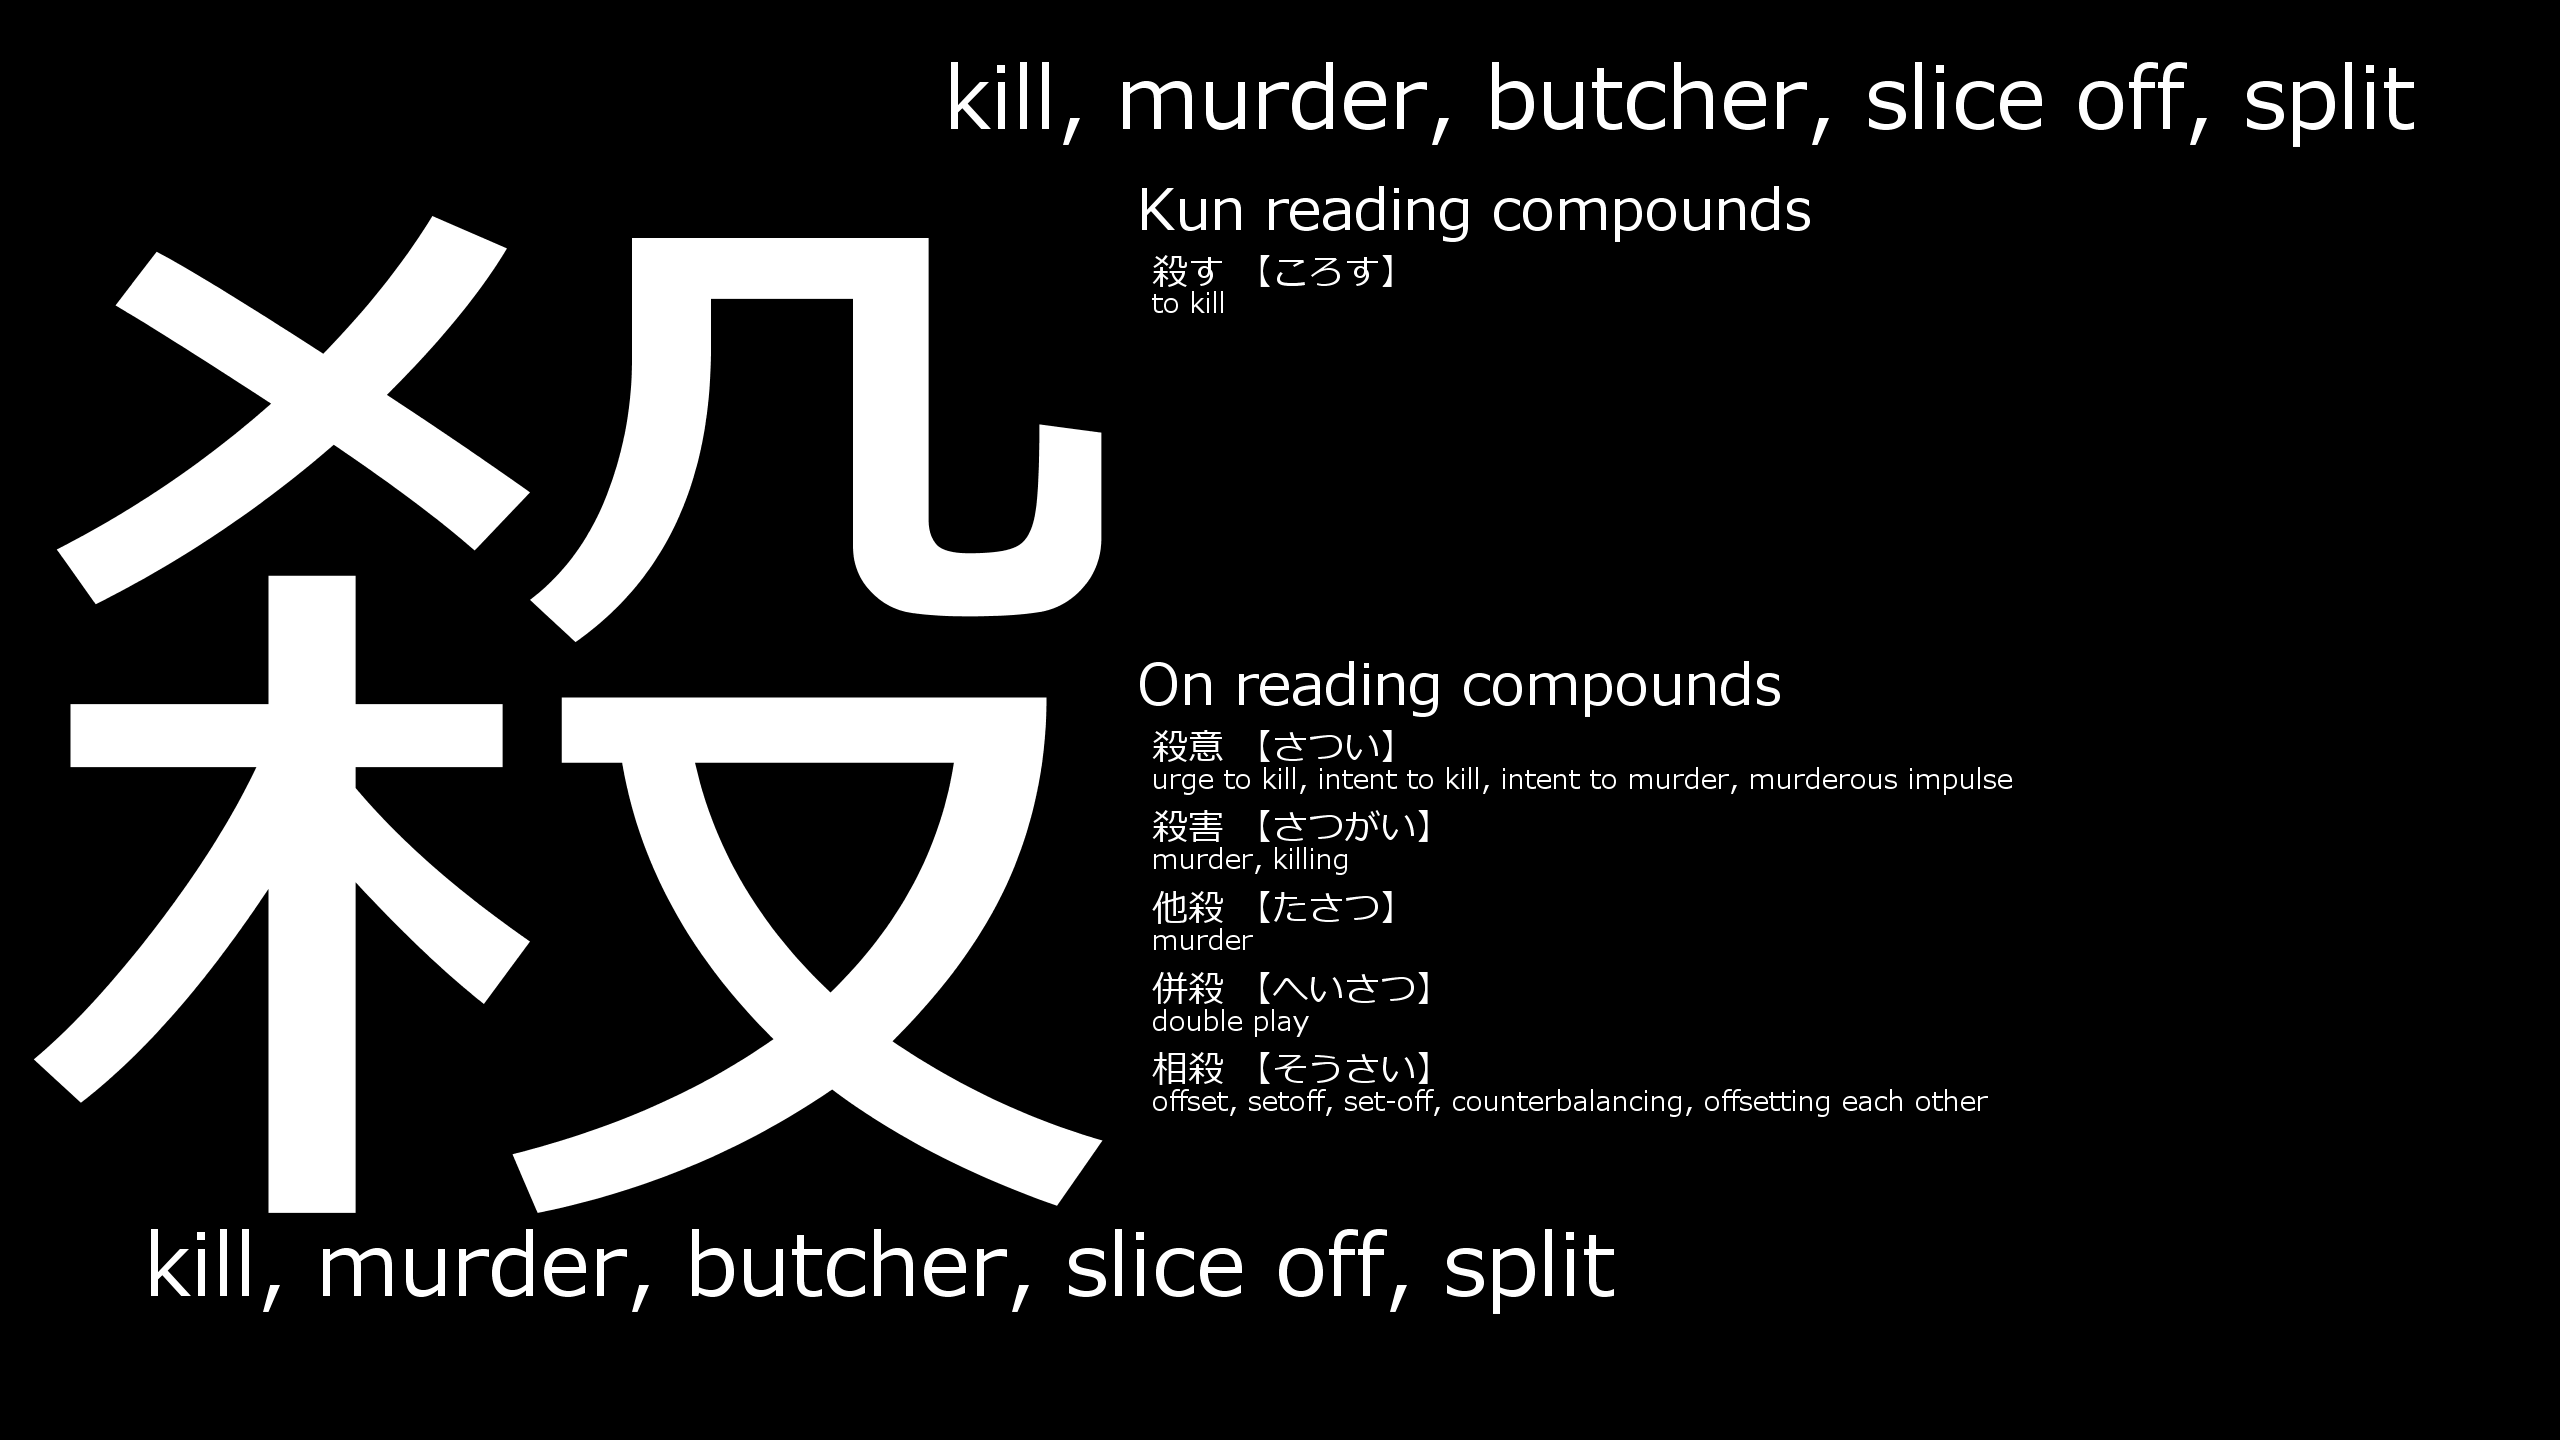 kill, murder, butcher, slice off, split
殺
Kun reading compounds
殺す 【ころす】
to kill
On reading compounds
殺意 【さつい】
urge to kill, intent to kill, intent to murder, murderous impulse
殺害 【さつがい】
murder, killing
他殺 【たさつ】
murder
併殺 【へいさつ】
double play
相殺 【そうさい】
offset, setoff, set-off, counterbalancing, offsetting each other
kill, murder, butcher, slice off, split